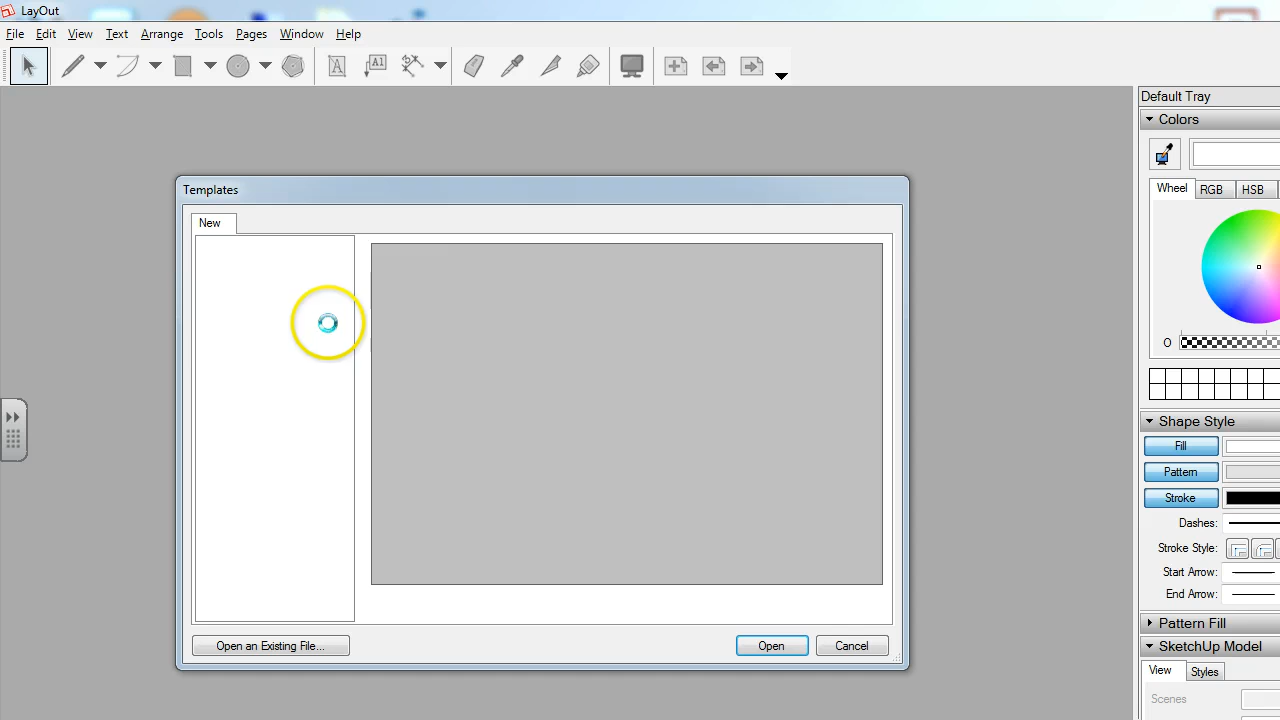 LayOut
File Edit View Text Arrange Tools Pages Window Help
A A1
Default Tray
Colors
Wheel RGB HSB
O
Templates
New
Shape Style
Fill
Pattern
Stroke
Dashes:
Stroke Style:
Start Arrow:
End Arrow:
Pattern Fill
SketchUp Model
View Styles
Scenes
Open an Existing File... Open Cancel